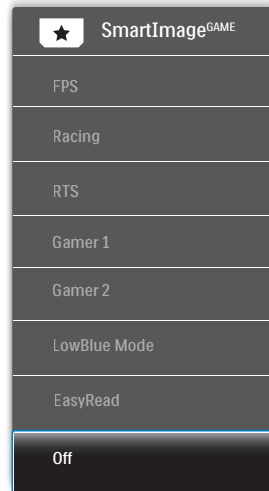 SmartImageGAME
FPS
Racing
RTS
Gamer 1
Gamer 2
LowBlue Mode
EasyRead
Off